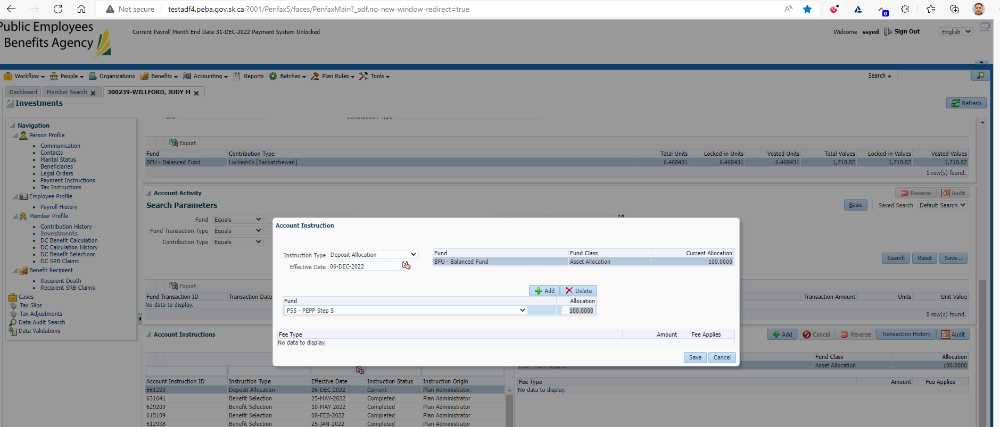 Not secure testadf4.peba.gov.sk.ca:7001/Penfax5/faces/PenfaxMain?_adf.no-new-window-redirect=true
0
Public Employees
Benefits Agency
Current Payroll Month End Date 31-DEC-2022 Payment System Unlocked
Welcome ssyed Sign Out English
Workflow People Organizations Benefits Accounting Reports Batches Plan Rules Tools Search
Dashboard Member Search 300239-WILLFORD, JUDY M
Investments
Refresh
Navigation
Person Profile
Communication
Contacts
Marital Status
Beneficiaries
Legal Orders
Payment Instructions
Tax Instructions
Employee Profile
Payroll History
Member Profile
Contribution History
Investments
DC Benefit Calculation
DC Calculation History
DC Benefit Selections
DC SRB Claims
Benefit Recipient
Recipient Death
Recipient SRB Claims
Cases
Tax Slips
Tax Adjustments
Data Audit Search
Data Validations
Fund Contribution Type
Export
Fund Contribution Type Total Units Locked-in Units Vested Units Total Values Locked-in Values Vested Values
BFU - Balanced Fund Locked-In [Saskatchewan] 6.468431 6.468431 6.468431 1,718.82 1,718.82 1,718.82
1 row(s) found.
Account Activity
Reverse Audit
Search Parameters
Basic Saved Search Default Search
Fund Equals
Fund Transaction Type Equals
Contribution Type Equals
Search Reset Save...
Export
Fund Transaction ID Transaction Date Transaction Amount Units Unit Value
No data to display.
0 row(s) found.
Account Instruction
Instruction Type Deposit Allocation
Effective Date 06-DEC-2022
Fund Fund Class Current Allocation
BFU - Balanced Fund Asset Allocation 100.0000
Add Delete
Fund Allocation
PS5 - PEPP Step 5 100.0000
Fee Type Amount Fee Applies
No data to display.
Save Cancel
Account Instructions
Add Cancel Reverse Transaction History Audit
Fund Class Allocation
PS5 - PEPP Step 5 Asset Allocation 100.0000
Fee Type Amount Fee Applies
No data to display.
Account Instruction ID Instruction Type Effective Date Instruction Status Instruction Origin
661229 Deposit Allocation 06-DEC-2022 Current Plan Administrator
631641 Benefit Selection 25-MAY-2022 Completed Plan Administrator
629209 Benefit Selection 10-MAY-2022 Completed Plan Administrator
615109 Benefit Selection 08-FEB-2022 Completed Plan Administrator
612938 Benefit Selection 25-JAN-2022 Completed Plan Administrator